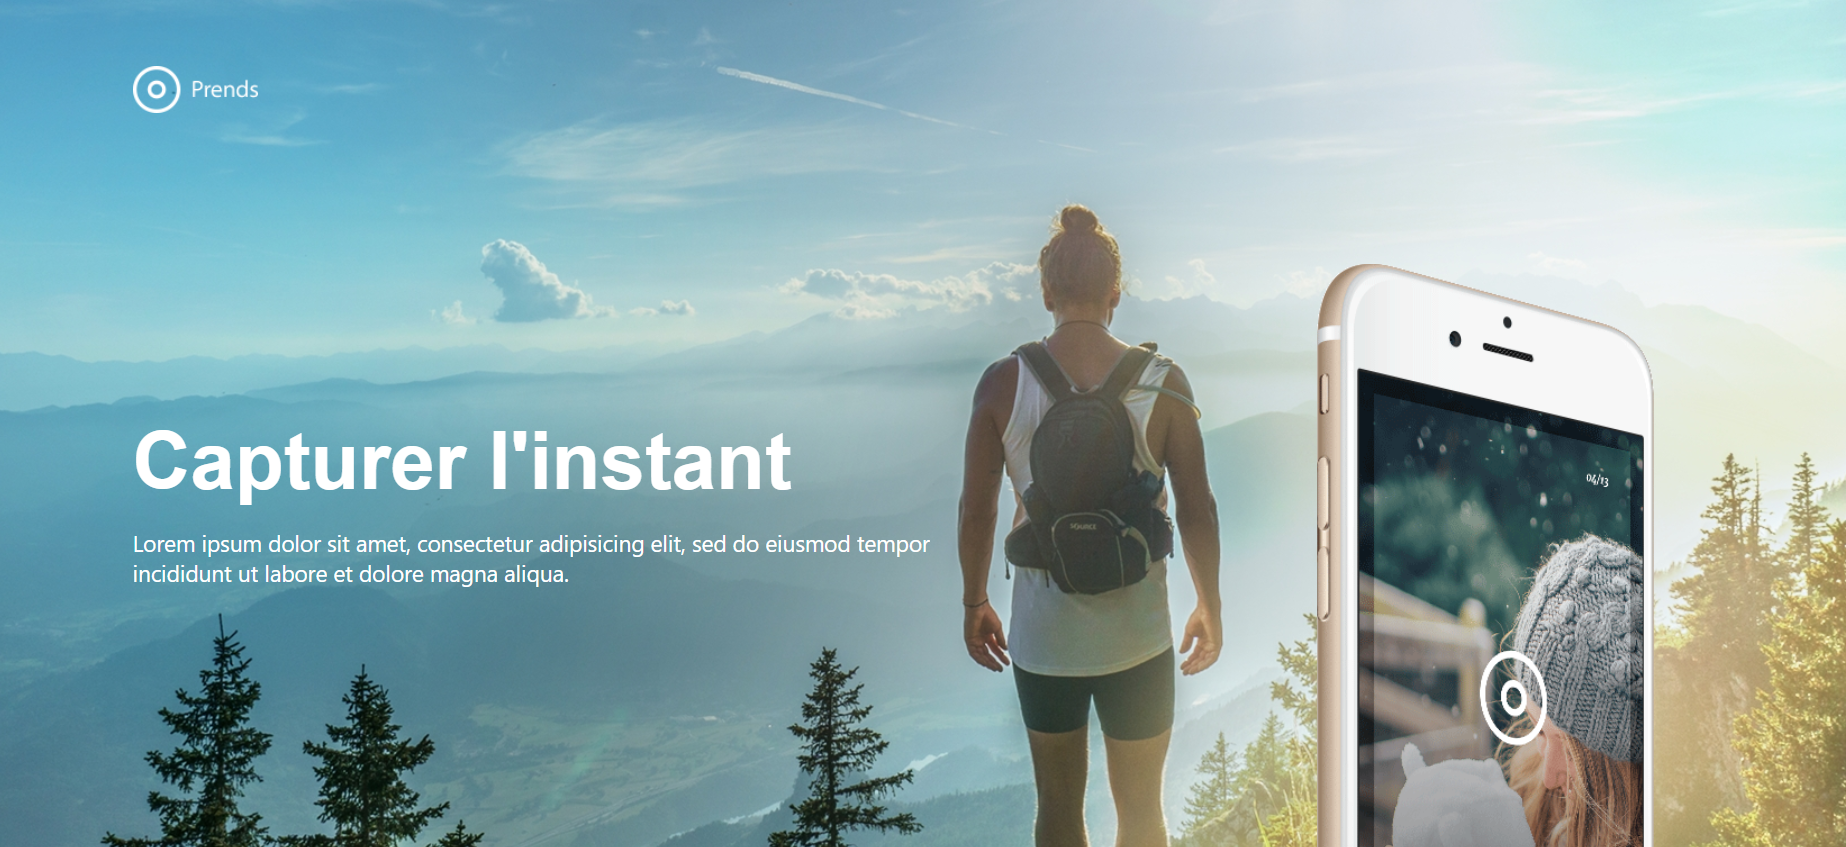 Prends
Capturer l'instant
Lorem ipsum dolor sit amet, consectetur adipisicing elit, sed do eiusmod tempor
incididunt ut labore et dolore magna aliqua.
SOURCE
04/13